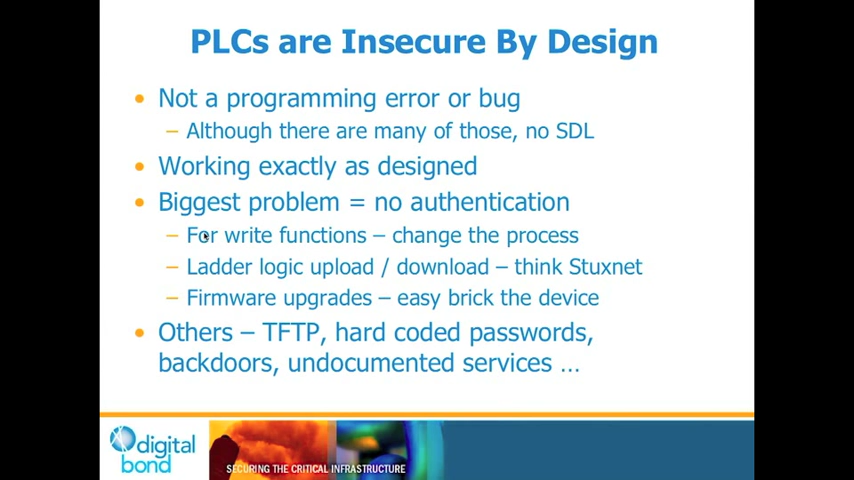 PLCs are Insecure By Design
• Not a programming error or bug
– Although there are many of those, no SDL
• Working exactly as designed
• Biggest problem = no authentication
– For write functions – change the process
– Ladder logic upload / download – think Stuxnet
– Firmware upgrades – easy brick the device
• Others – TFTP, hard coded passwords,
backdoors, undocumented services ...
digital
bond
SECURING THE CRITICAL INFRASTRUCTURE